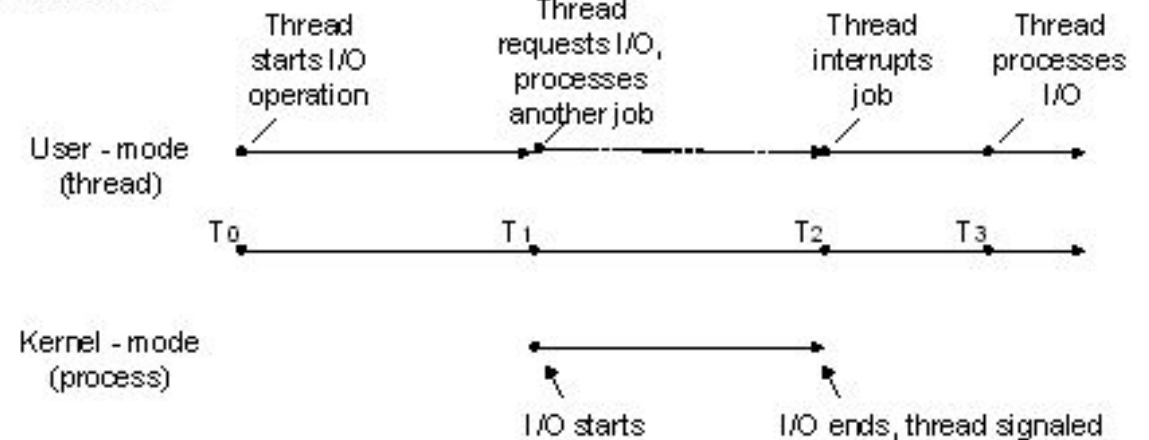 Thread
starts I/O
operation
Thread
requests I/O,
processes
another job
Thread
interrupts
job
Thread
processes
I/O
User - mode
(thread)
T0
T1
T2
T3
Kernel - mode
(process)
I/O starts
I/O ends, thread signaled